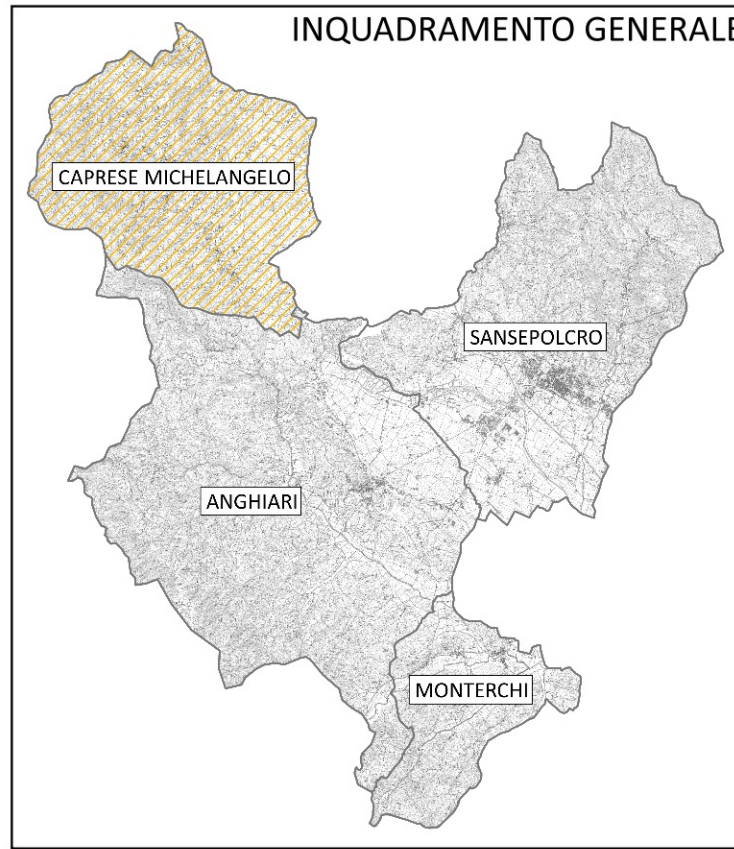 INQUADRAMENTO GENERALE
CAPRESE MICHELANGELO
SANSEPOLCRO
ANGHIARI
MONTERCHI